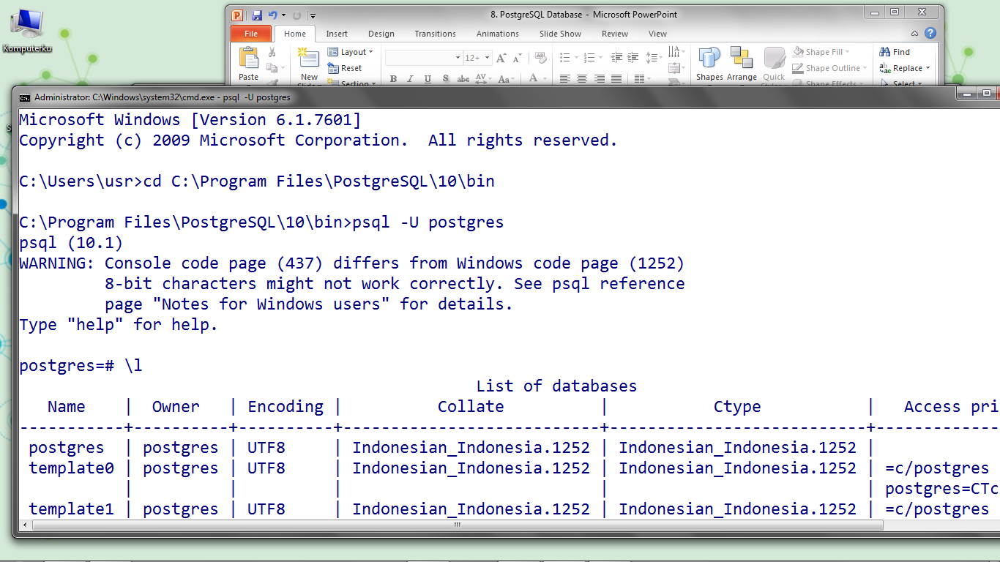 Komputerku
8. PostgreSQL Database - Microsoft PowerPoint
File Home Insert Design Transitions Animations Slide Show Review View
Paste
New
Layout
Reset
Section
12+
B I U S abc AV Aa A
Shapes Arrange Quick
Shape Fill
Shape Outline
Shape Effects
Find
Replace
Select
Administrator: C:\Windows\system32\cmd.exe - psql -U postgres
Microsoft Windows [Version 6.1.7601]
Copyright (c) 2009 Microsoft Corporation.  All rights reserved.
C:\Users\usr>cd C:\Program Files\PostgreSQL\10\bin
C:\Program Files\PostgreSQL\10\bin>psql -U postgres
psql (10.1)
WARNING: Console code page (437) differs from Windows code page (1252)
         8-bit characters might not work correctly. See psql reference
         page "Notes for Windows users" for details.
Type "help" for help.
postgres=# \l
                                                List of databases
   Name    |  Owner   | Encoding |          Collate          |           Ctype           |   Access pri
-----------+----------+----------+---------------------------+---------------------------+-------------
 postgres  | postgres | UTF8     | Indonesian_Indonesia.1252 | Indonesian_Indonesia.1252 |
 template0 | postgres | UTF8     | Indonesian_Indonesia.1252 | Indonesian_Indonesia.1252 | =c/postgres
           |          |          |                           |                           | postgres=CTc
 template1 | postgres | UTF8     | Indonesian_Indonesia.1252 | Indonesian_Indonesia.1252 | =c/postgres